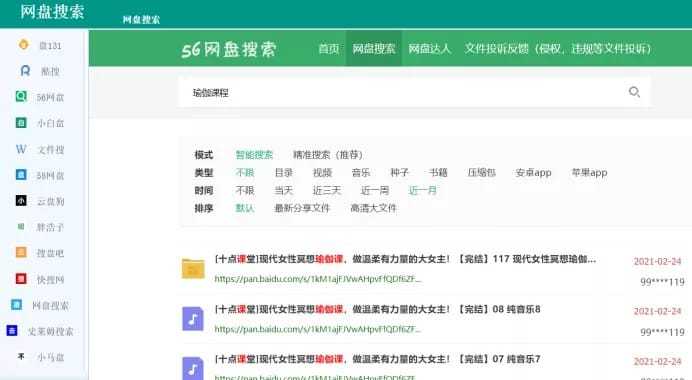 网盘搜索
网盘搜索
盘131
酷搜
56网盘
小白盘
文件搜
58网盘
云盘狗
胖浩子
搜盘吧
快搜网
网盘搜索
史莱姆搜索
小马盘
56网盘搜索
首页 网盘搜索 网盘达人 文件投诉反馈（侵权，违规等文件投诉）
瑜伽课程
模式 智能搜索 精准搜索（推荐）
类型 不限 目录 视频 音乐 种子 书籍 压缩包 安卓app 苹果app
时间 不限 当天 近三天 近一周 近一月
排序 默认 最新分享文件 高清大文件
[十点课堂]现代女性冥想瑜伽课，做温柔有力量的大女主！【完结】117 现代女性冥想瑜伽... 2021-02-24
https://pan.baidu.com/s/1kM1ajFJVwAHpvFfQDf6ZF... 99****119
[十点课堂]现代女性冥想瑜伽课，做温柔有力量的大女主！【完结】08 纯音乐8 2021-02-24
https://pan.baidu.com/s/1kM1ajFJVwAHpvFfQDf6ZF... 99****119
[十点课堂]现代女性冥想瑜伽课，做温柔有力量的大女主！【完结】07 纯音乐7 2021-02-24